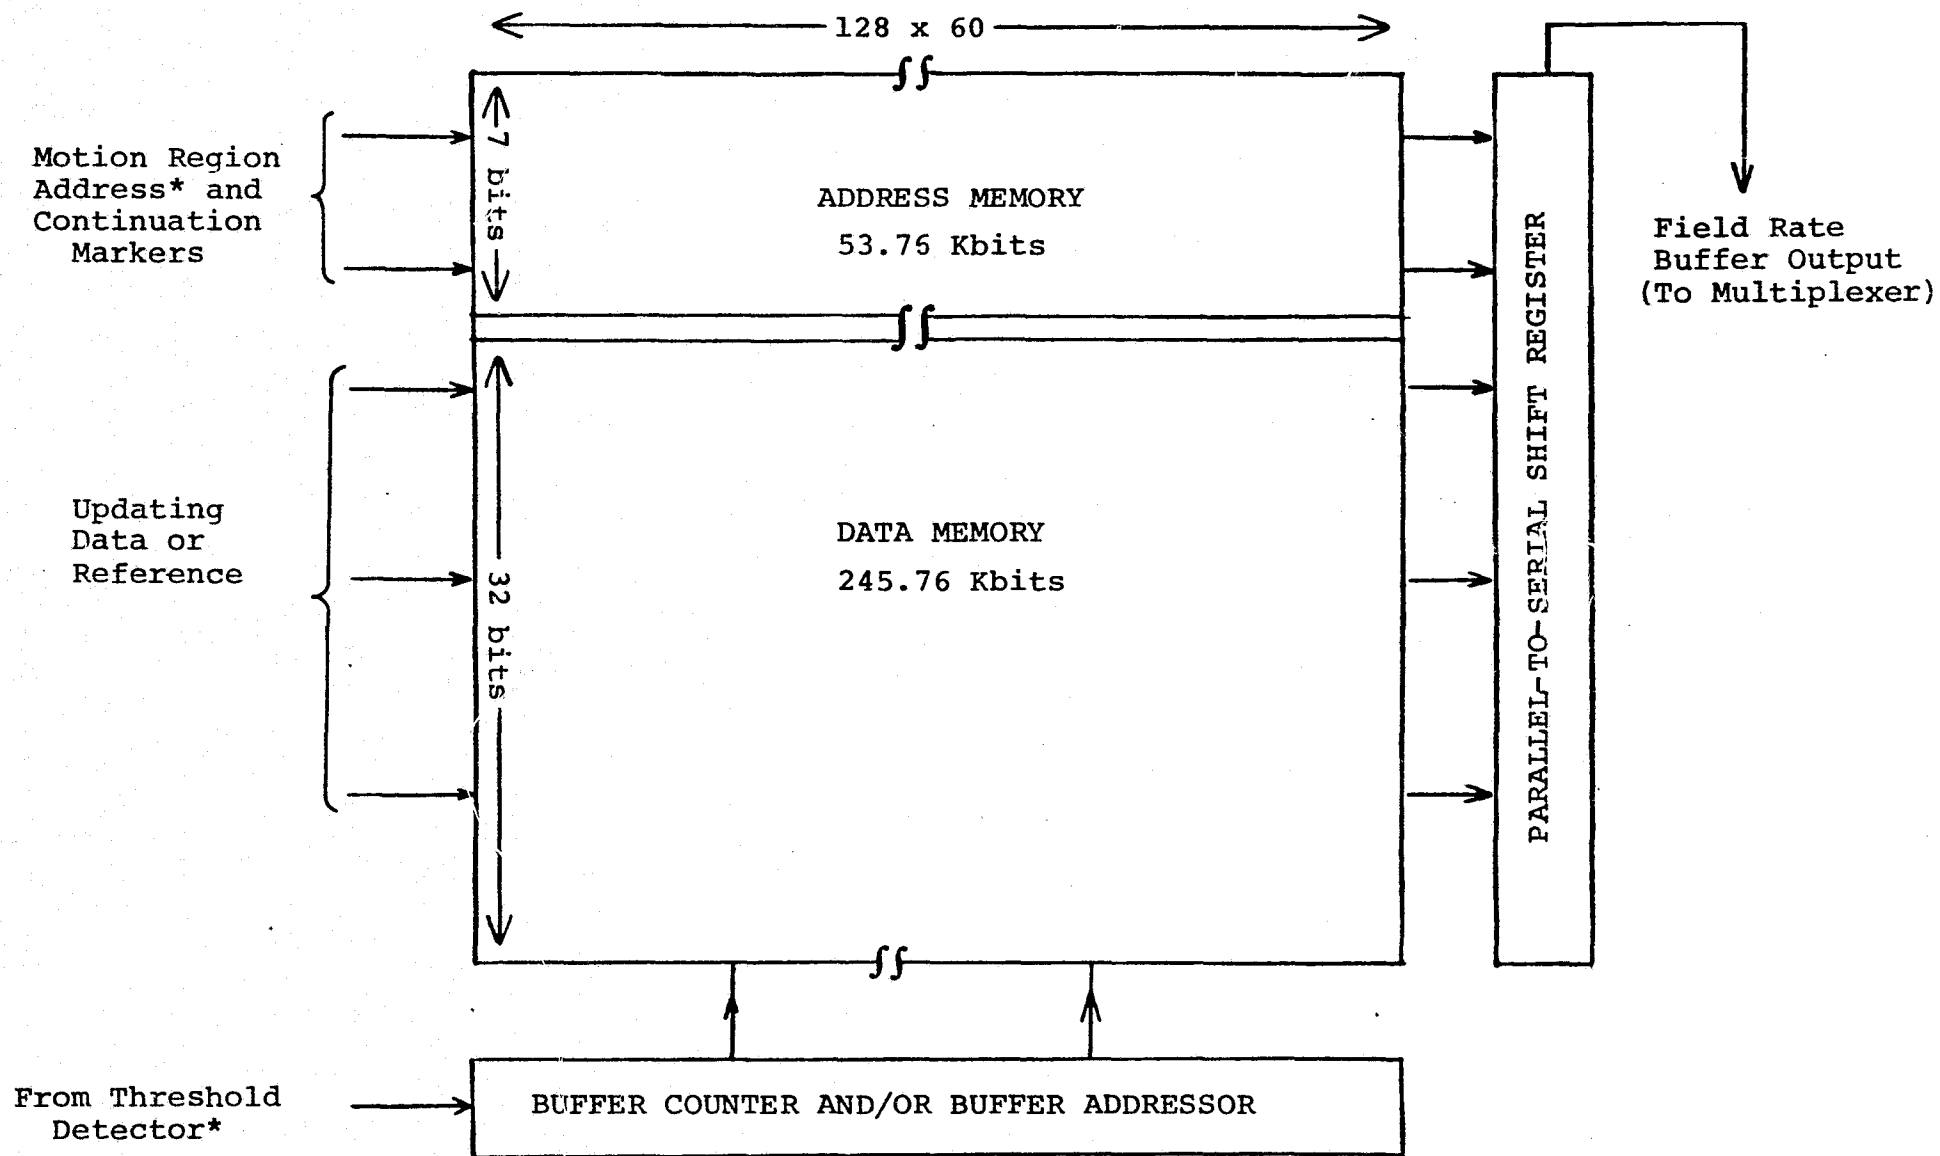 128 x 60
Motion Region
Address* and
Continuation
Markers
7 bits
ADDRESS MEMORY
53.76 Kbits
Field Rate
Buffer Output
(To Multiplexer)
PARALLEL-TO-SERIAL SHIFT REGISTER
Updating
Data or
Reference
32 bits
DATA MEMORY
245.76 Kbits
From Threshold
Detector*
BUFFER COUNTER AND/OR BUFFER ADDRESSOR